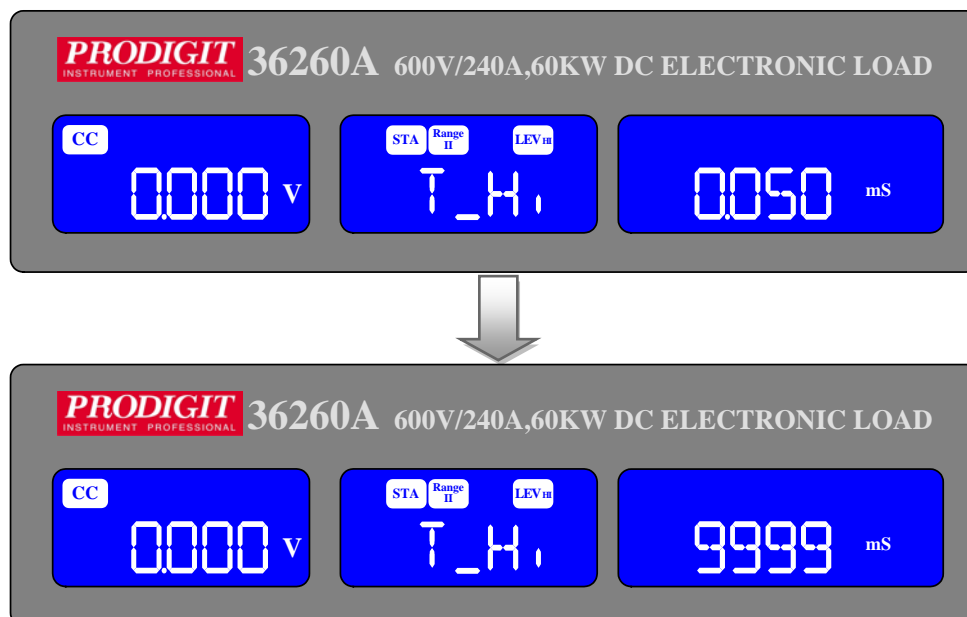 PRODIGIT 36260A 600V/240A,60KW DC ELECTRONIC LOAD
INSTRUMENT PROFESSIONAL
CC STA Range II LEV HI
0.000 V T_Hi 0.050 mS
PRODIGIT 36260A 600V/240A,60KW DC ELECTRONIC LOAD
INSTRUMENT PROFESSIONAL
CC STA Range II LEV HI
0.000 V T_Hi 9999 mS